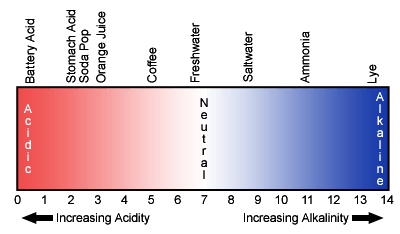 Battery Acid
Stomach Acid
Soda Pop
Orange Juice
Coffee
Freshwater
Saltwater
Ammonia
Lye
Acidic
Neutral
Alkaline
0 1 2 3 4 5 6 7 8 9 10 11 12 13 14
Increasing Acidity
Increasing Alkalinity